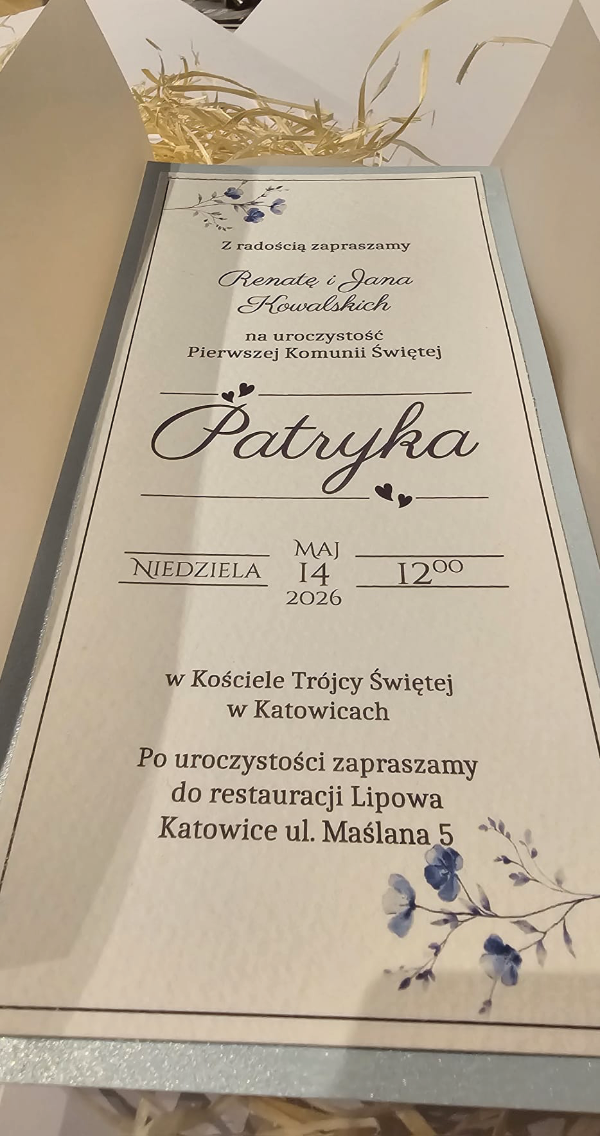 Z radością zapraszamy
Renatę i Jana
Kowalskich
na uroczystość
Pierwszej Komunii Świętej
Patryka
Niedziela
Maj
14
2026
12⁰⁰
w Kościele Trójcy Świętej
w Katowicach
Po uroczystości zapraszamy
do restauracji Lipowa
Katowice ul. Maślana 5